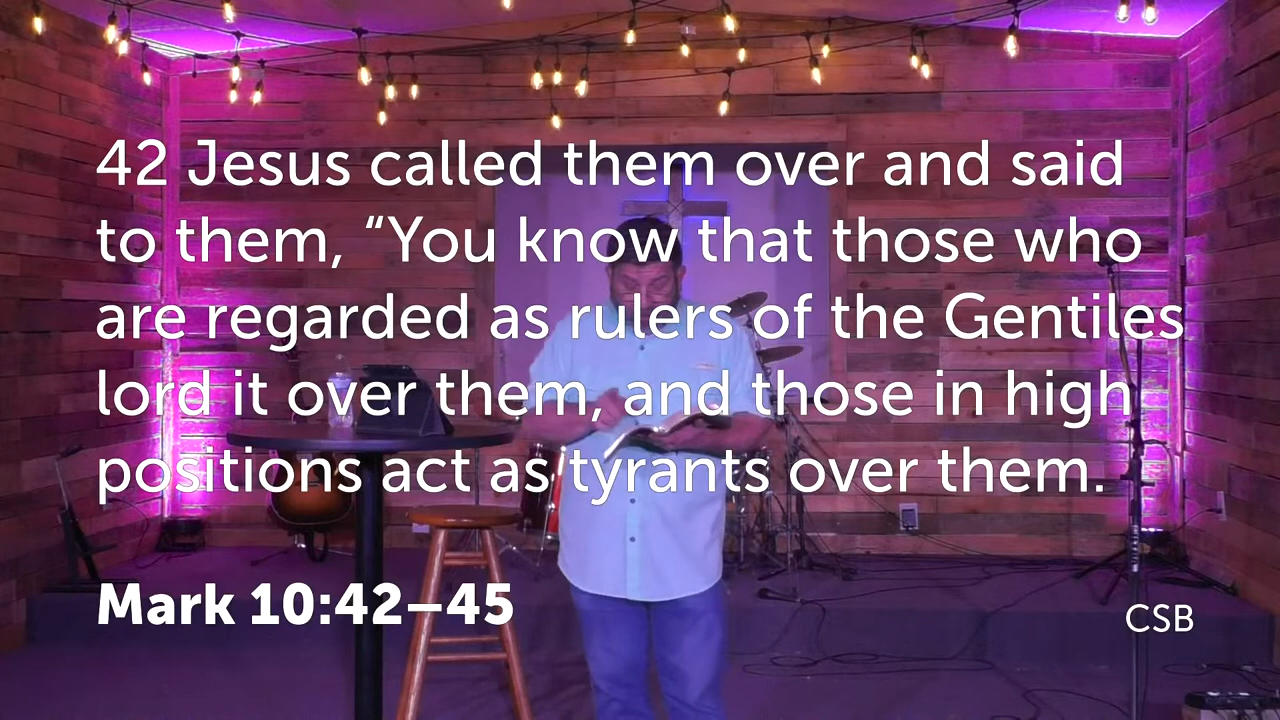 42 Jesus called them over and said
to them, “You know that those who
are regarded as rulers of the Gentiles
lord it over them, and those in high
positions act as tyrants over them.
Mark 10:42–45
CSB